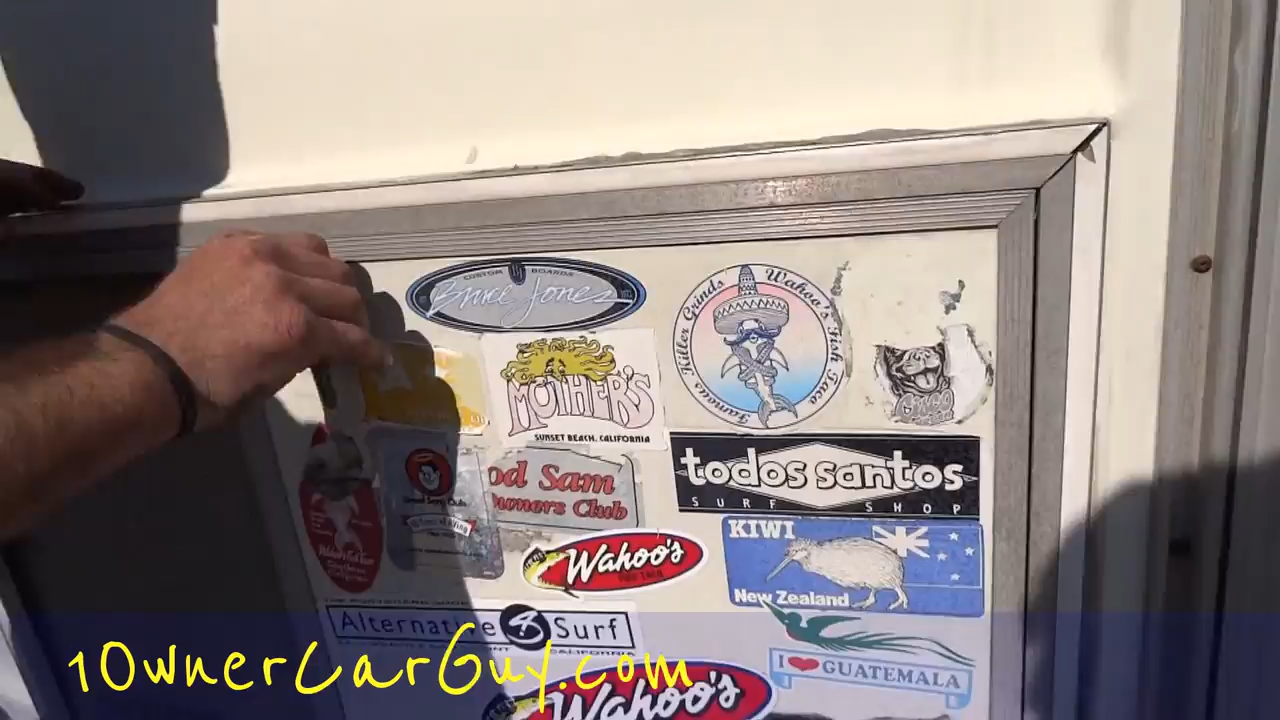 CUSTOM BOARDS
Bruce Jones
Famous Killer Grinds Wahoo's Fish Taco
MOTHER'S
SUNSET BEACH, CALIFORNIA
od Sam
wners Club
todos santos
SURF SHOP
Wahoo's
FISH TACO
KIWI
New Zealand
Alternative Surf
CALIFORNIA
I GUATEMALA
Wahoo's
1OwnerCarGuy.com